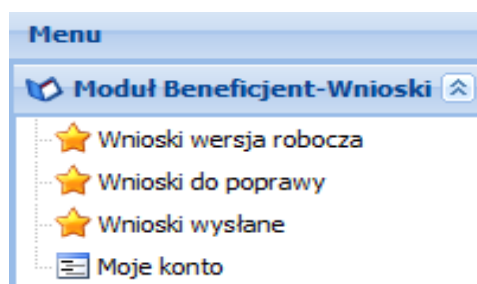 Menu
Moduł Beneficjent-Wnioski
Wnioski wersja robocza
Wnioski do poprawy
Wnioski wysłane
Moje konto